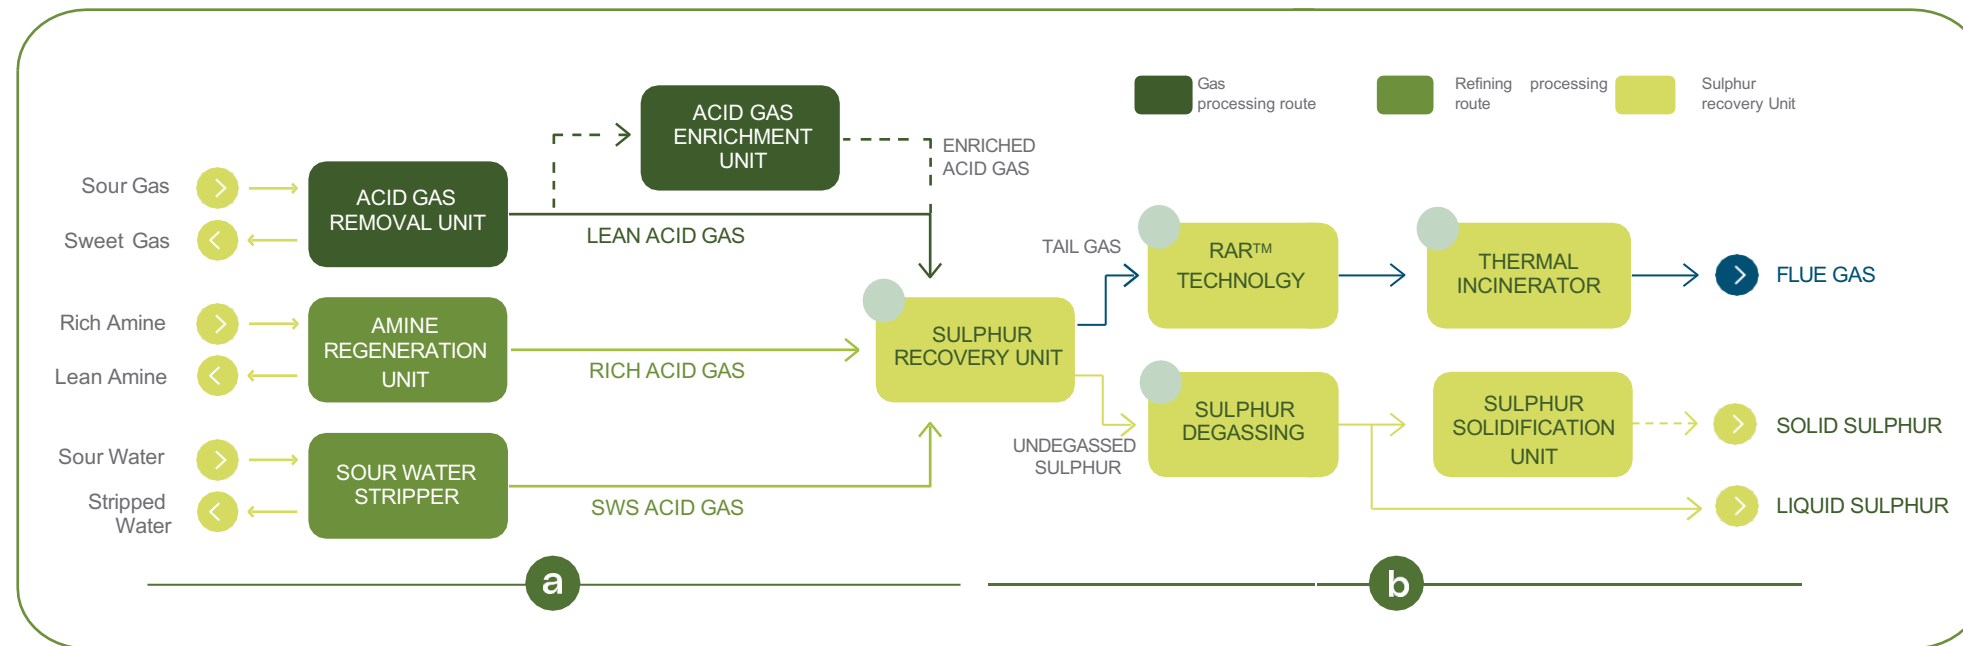 Gas
processing route
Refining processing
route
Sulphur
recovery Unit
ACID GAS
ENRICHMENT
UNIT
ENRICHED
ACID GAS
Sour Gas
Sweet Gas
ACID GAS
REMOVAL UNIT
LEAN ACID GAS
Rich Amine
Lean Amine
AMINE
REGENERATION
UNIT
RICH ACID GAS
Sour Water
Stripped
Water
SOUR WATER
STRIPPER
SWS ACID GAS
SULPHUR
RECOVERY UNIT
TAIL GAS
RAR™
TECHNOLGY
THERMAL
INCINERATOR
FLUE GAS
UNDEGASSED
SULPHUR
SULPHUR
DEGASSING
SULPHUR
SOLIDIFICATION
UNIT
SOLID SULPHUR
LIQUID SULPHUR
a
b